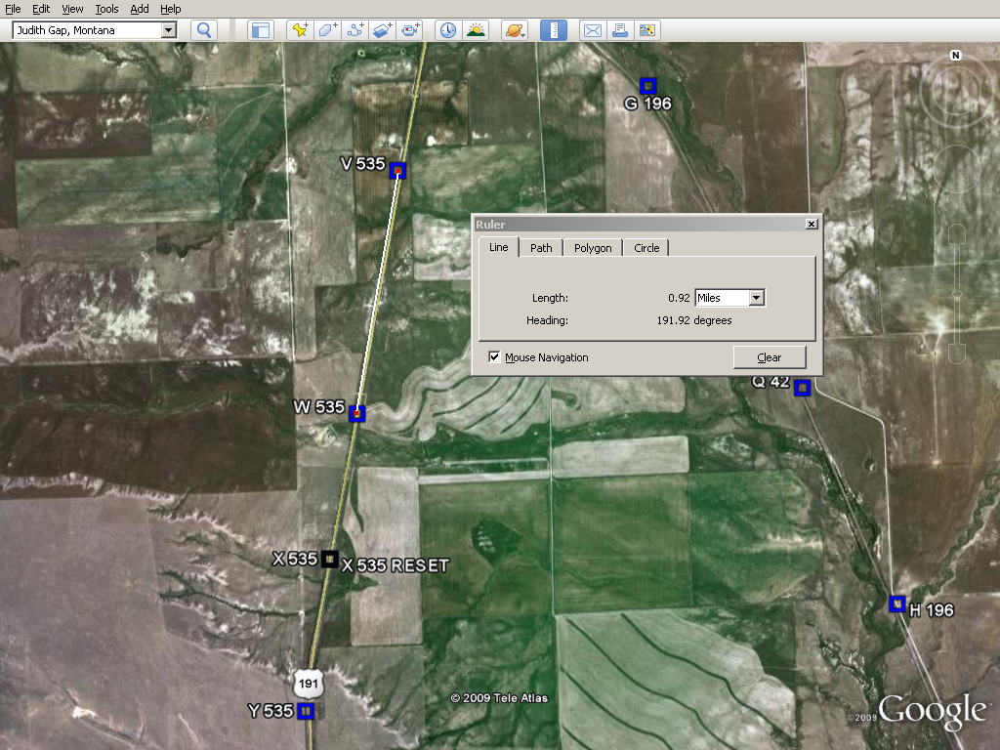 File Edit View Tools Add Help
Judith Gap, Montana
N
G 196
V 535
Ruler
Line Path Polygon Circle
Length: 0.92 Miles
Heading: 191.92 degrees
Mouse Navigation Clear
Q 42
W 535
X 535 X 535 RESET
H 196
191
© 2009 Tele Atlas
Y 535
©2009 Google™